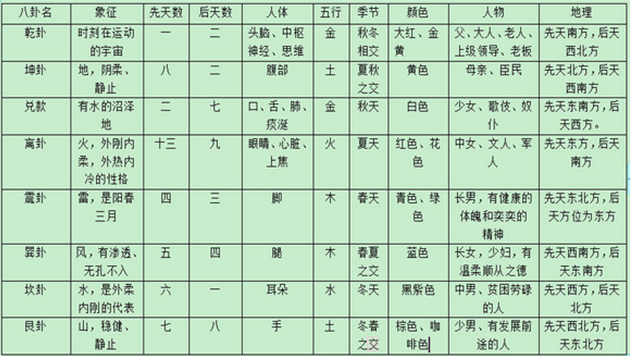 八卦名 象征 先天数 后天数 人体 五行 季节 颜色 人物 地理
乾卦 时刻在运动的宇宙 一 二 头脑、中枢神经、思维 金 秋冬相交 大红、金黄 父、大人、老人、上级领导、老板 先天南方，后天西北方
坤卦 地，阴柔、静止 八 二 腹部 土 夏秋之交 黄色 母亲、臣民 先天北方，后天西南方
兑款 有水的沼泽地 二 七 口、舌、肺、痰涎 金 秋天 白色 少女、歌伎、奴仆 先天东南方，后天西方。
离卦 火，外刚内柔，外热内冷的性格 十三 九 眼睛、心脏、上焦 火 夏天 红色、花色 中女、文人、军人 先天东方，后天南方
震卦 雷，是阳春三月 四 三 脚 木 春天 青色、绿色 长男，有健康的体魄和奕奕的精神 先天东北方，后天方位为东方
巽卦 风，有渗透、无孔不入 五 四 腿 木 春夏之交 蓝色 长女，少妇，有温柔顺从之德 先天西南方，后天东南方
坎卦 水，是外柔内刚的代表 六 一 耳朵 水 冬天 黑紫色 中男、贫困劳碌的人 先天西方，后天北方
艮卦 山，稳健、静止 七 八 手 土 冬春之交 棕色、咖啡色 少男、有发展前途的人 先天西北方，后天东北方